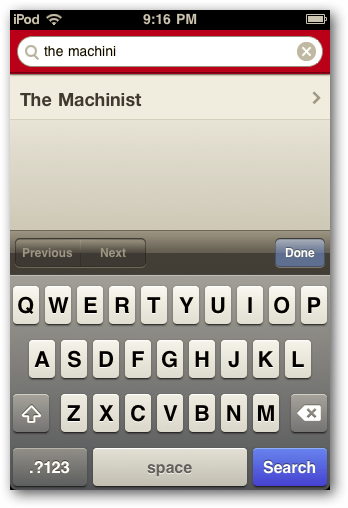 iPod 9:16 PM
the machini
The Machinist
Previous Next Done
Q W E R T Y U I O P
A S D F G H J K L
Z X C V B N M
.?123 space Search